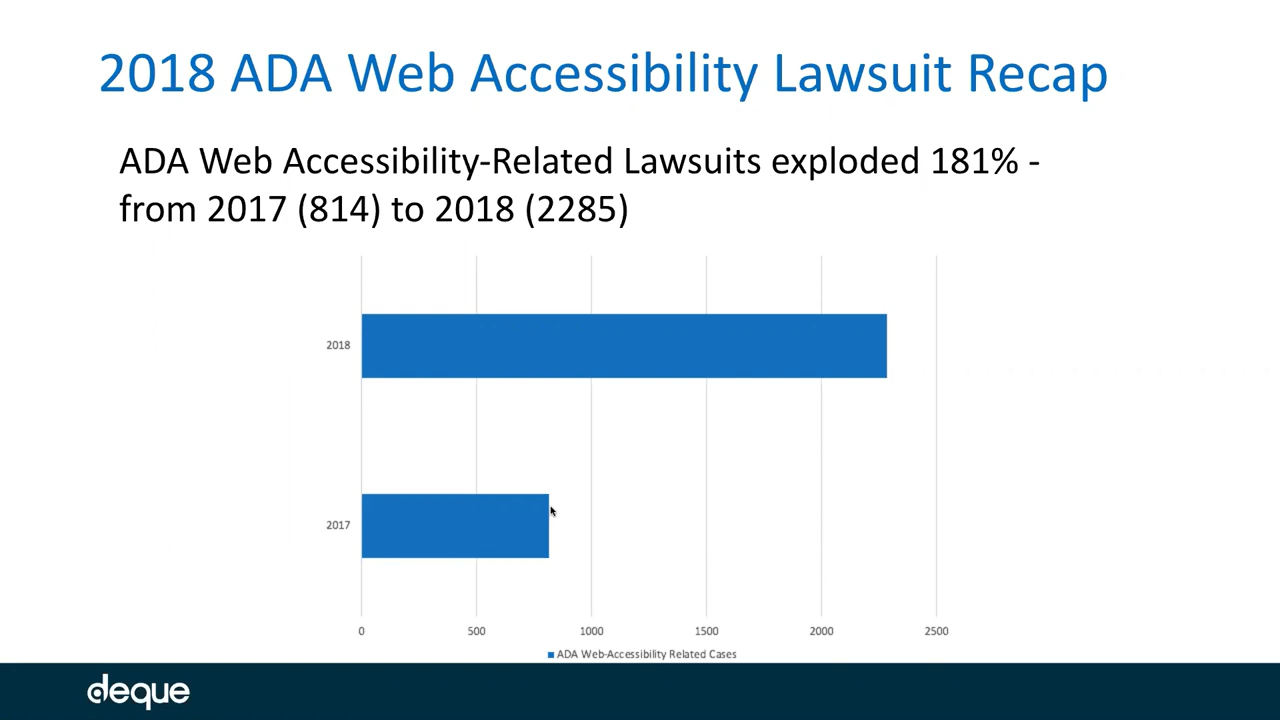 2018 ADA Web Accessibility Lawsuit Recap
ADA Web Accessibility-Related Lawsuits exploded 181% -
from 2017 (814) to 2018 (2285)
2018
2017
0 500 1000 1500 2000 2500
ADA Web-Accessibility Related Cases
deque